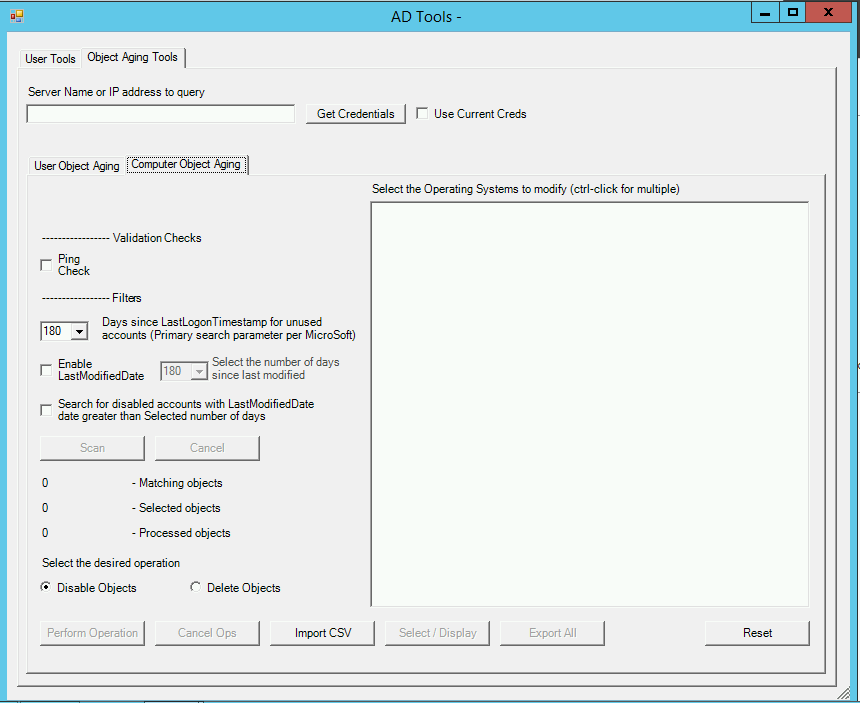 AD Tools -
User Tools
Object Aging Tools
Server Name or IP address to query
Get Credentials
Use Current Creds
User Object Aging
Computer Object Aging
Select the Operating Systems to modify (ctrl-click for multiple)
----------------- Validation Checks
Ping
Check
----------------- Filters
180
Days since LastLogonTimestamp for unused
accounts (Primary search parameter per MicroSoft)
Enable
LastModifiedDate
180
Select the number of days
since last modified
Search for disabled accounts with LastModifiedDate
date greater than Selected number of days
Scan
Cancel
0 - Matching objects
0 - Selected objects
0 - Processed objects
Select the desired operation
Disable Objects
Delete Objects
Perform Operation
Cancel Ops
Import CSV
Select / Display
Export All
Reset